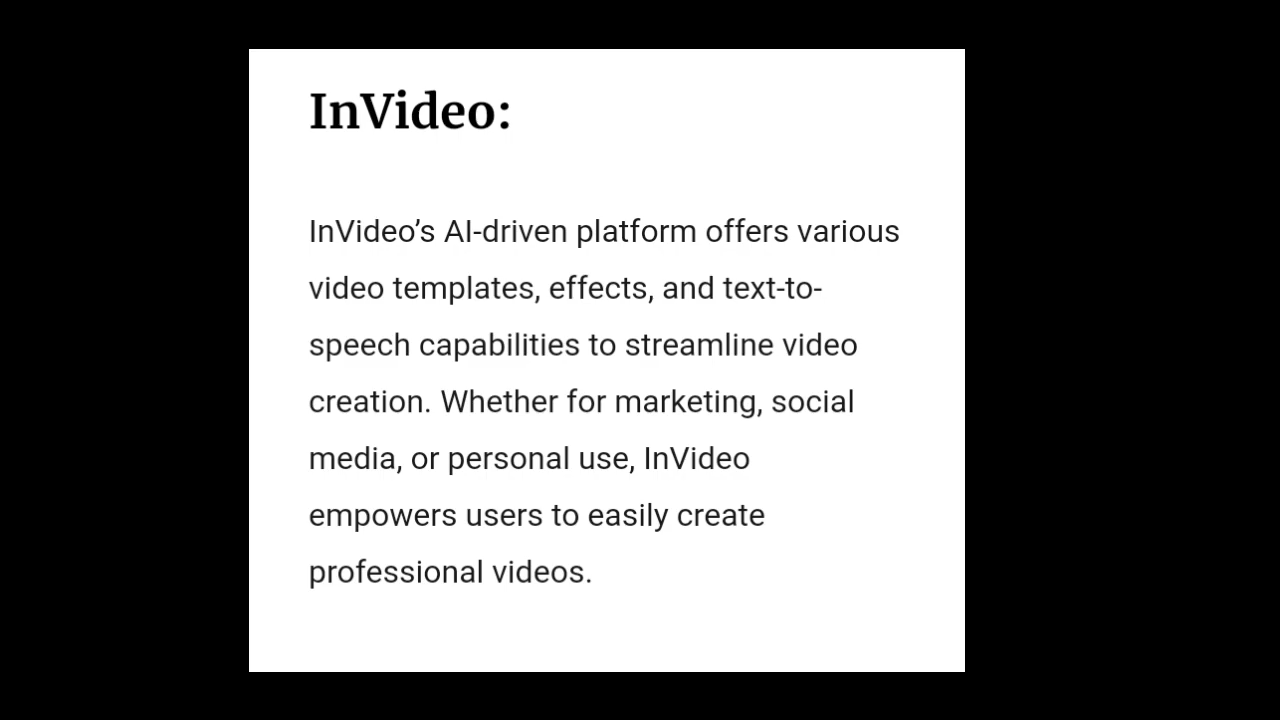 InVideo:
InVideo’s AI-driven platform offers various
video templates, effects, and text-to-
speech capabilities to streamline video
creation. Whether for marketing, social
media, or personal use, InVideo
empowers users to easily create
professional videos.